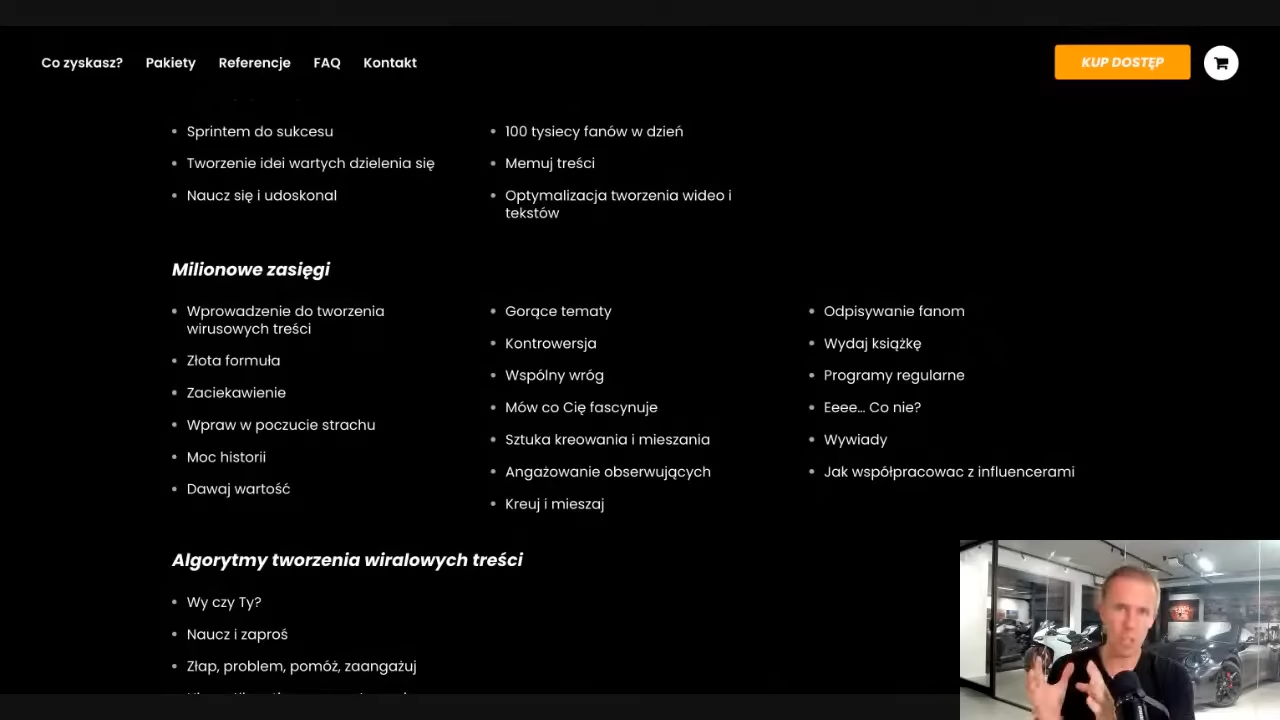 Co zyskasz? Pakiety Referencje FAQ Kontakt KUP DOSTĘP
Sprintem do sukcesu
Tworzenie idei wartych dzielenia się
Naucz się i udoskonal
100 tysiecy fanów w dzień
Memuj treści
Optymalizacja tworzenia wideo i
tekstów
Milionowe zasięgi
Wprowadzenie do tworzenia
wirusowych treści
Złota formuła
Zaciekawienie
Wpraw w poczucie strachu
Moc historii
Dawaj wartość
Gorące tematy
Kontrowersja
Wspólny wróg
Mów co Cię fascynuje
Sztuka kreowania i mieszania
Angażowanie obserwujących
Kreuj i mieszaj
Odpisywanie fanom
Wydaj książkę
Programy regularne
Eeee... Co nie?
Wywiady
Jak współpracowac z influencerami
Algorytmy tworzenia wiralowych treści
Wy czy Ty?
Naucz i zaproś
Złap, problem, pomóż, zaangażuj